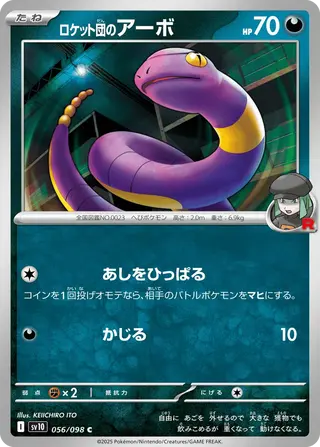 たね
ロケット団のアーボ
HP 70
全国図鑑NO.0023 へびポケモン 高さ：2.0m 重さ：6.9kg
R
あしをひっぱる
コインを1回投げオモテなら、相手のバトルポケモンをマヒにする。
かじる 10
弱点 ×2 抵抗力 にげる
Illus. KEIICHIRO ITO
I sv10 056/098 C
自由に あごを 外せるので 大きな 獲物も
飲みこめるが 重くなって 動けなくなる。
©2025 Pokémon/Nintendo/Creatures/GAME FREAK.